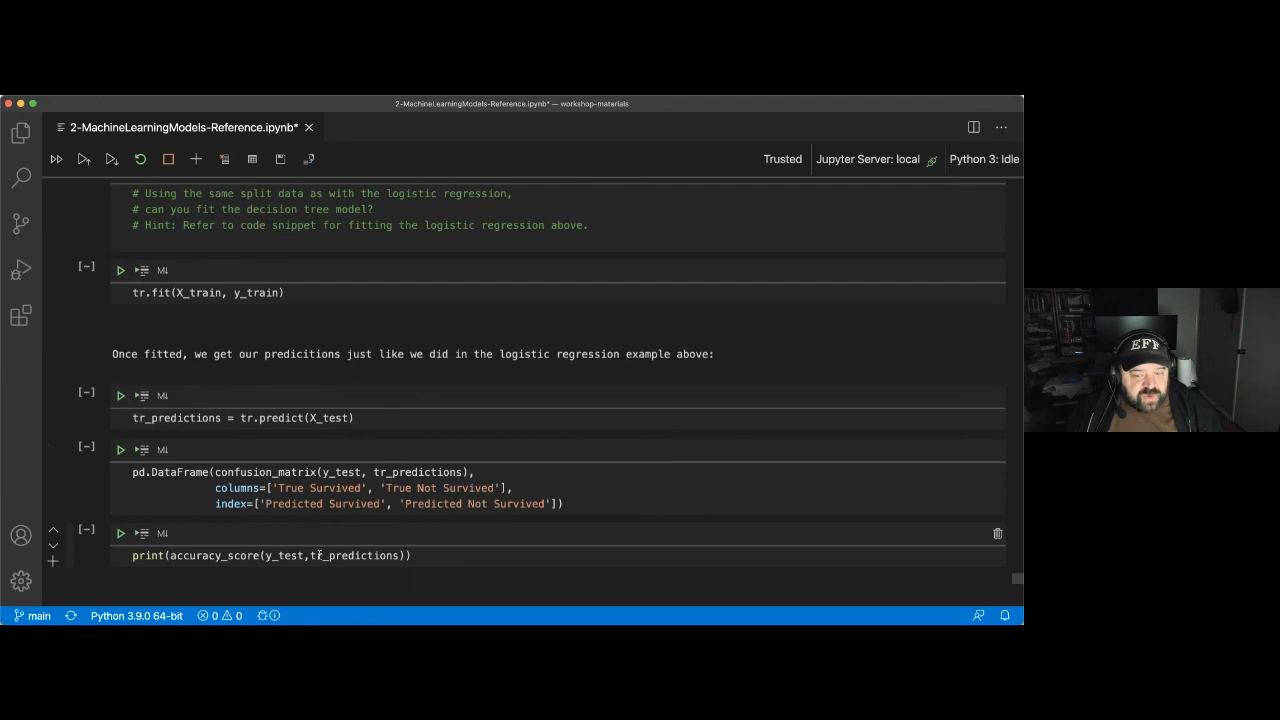 2-MachineLearningModels-Reference.ipynb* — workshop-materials
2-MachineLearningModels-Reference.ipynb*
Trusted
Jupyter Server: local
Python 3: Idle
# Using the same split data as with the logistic regression,
# can you fit the decision tree model?
# Hint: Refer to code snippet for fitting the logistic regression above.
[-]
M↓
tr.fit(X_train, y_train)
Once fitted, we get our predicitions just like we did in the logistic regression example above:
[-]
M↓
tr_predictions = tr.predict(X_test)
[-]
M↓
pd.DataFrame(confusion_matrix(y_test, tr_predictions),
columns=['True Survived', 'True Not Survived'],
index=['Predicted Survived', 'Predicted Not Survived'])
[-]
M↓
print(accuracy_score(y_test,tr_predictions))
main
Python 3.9.0 64-bit
0
0
EFF